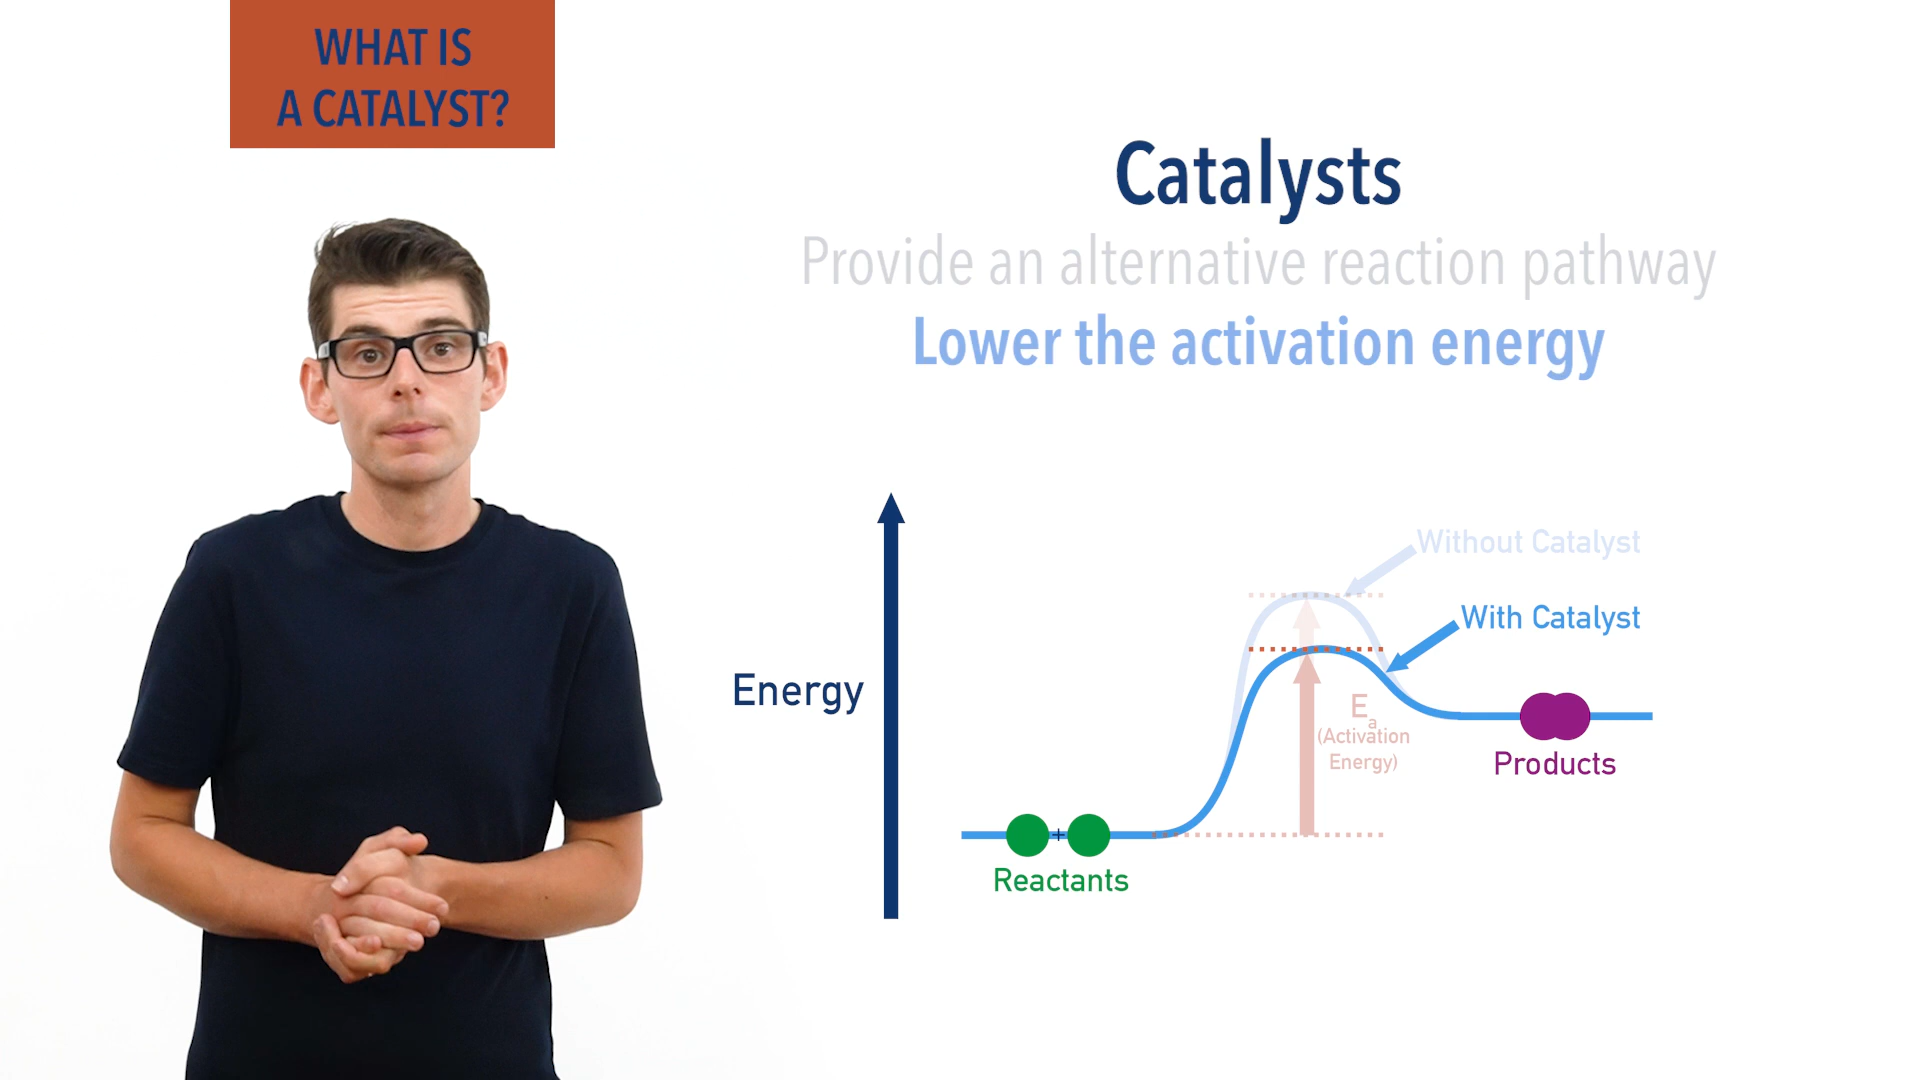 WHAT IS
A CATALYST?
Catalysts
Provide an alternative reaction pathway
Lower the activation energy
Without Catalyst
With Catalyst
Energy
Ea
(Activation
Energy)
Products
+
Reactants